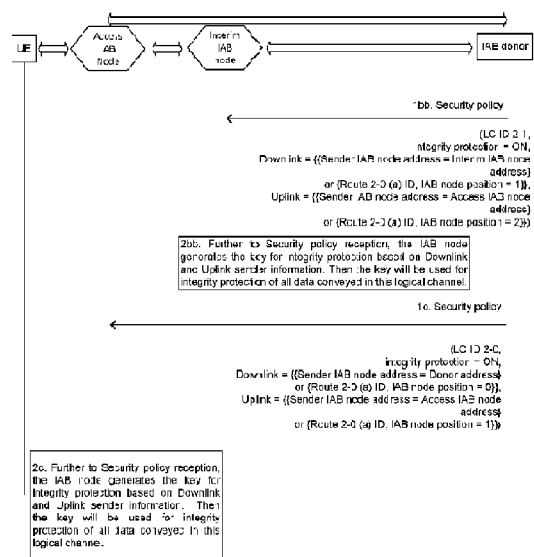 UE
Access
IAB
Node
Interim
IAB
node
IAB donor
1bb. Security policy
(LC ID 2-1,
integrity protection = ON,
Downlink = {{Sender IAB node address = Interim IAB node
address}
or {Route 2-0 (a) ID, IAB node position = 1}},
Uplink = {{Sender IAB node address = Access IAB node
address}
or {Route 2-0 (a) ID, IAB node position = 2}})
2bb. Further to Security policy reception, the IAB node
generates the key for integrity protection based on Downlink
and Uplink sender information. Then the key will be used for
integrity protection of all data conveyed in this logical channel.
1c. Security policy
(LC ID 2-0,
integrity protection = ON,
Downlink = {{Sender IAB node address = Donor address}
or {Route 2-0 (a) ID, IAB node position = 0}},
Uplink = {{Sender IAB node address = Access IAB node
address}
or {Route 2-0 (a) ID, IAB node position = 1}})
2c. Further to Security policy reception,
the IAB node generates the key for
integrity protection based on Downlink
and Uplink sender information. Then
the key will be used for integrity
protection of all data conveyed in this
logical channel.